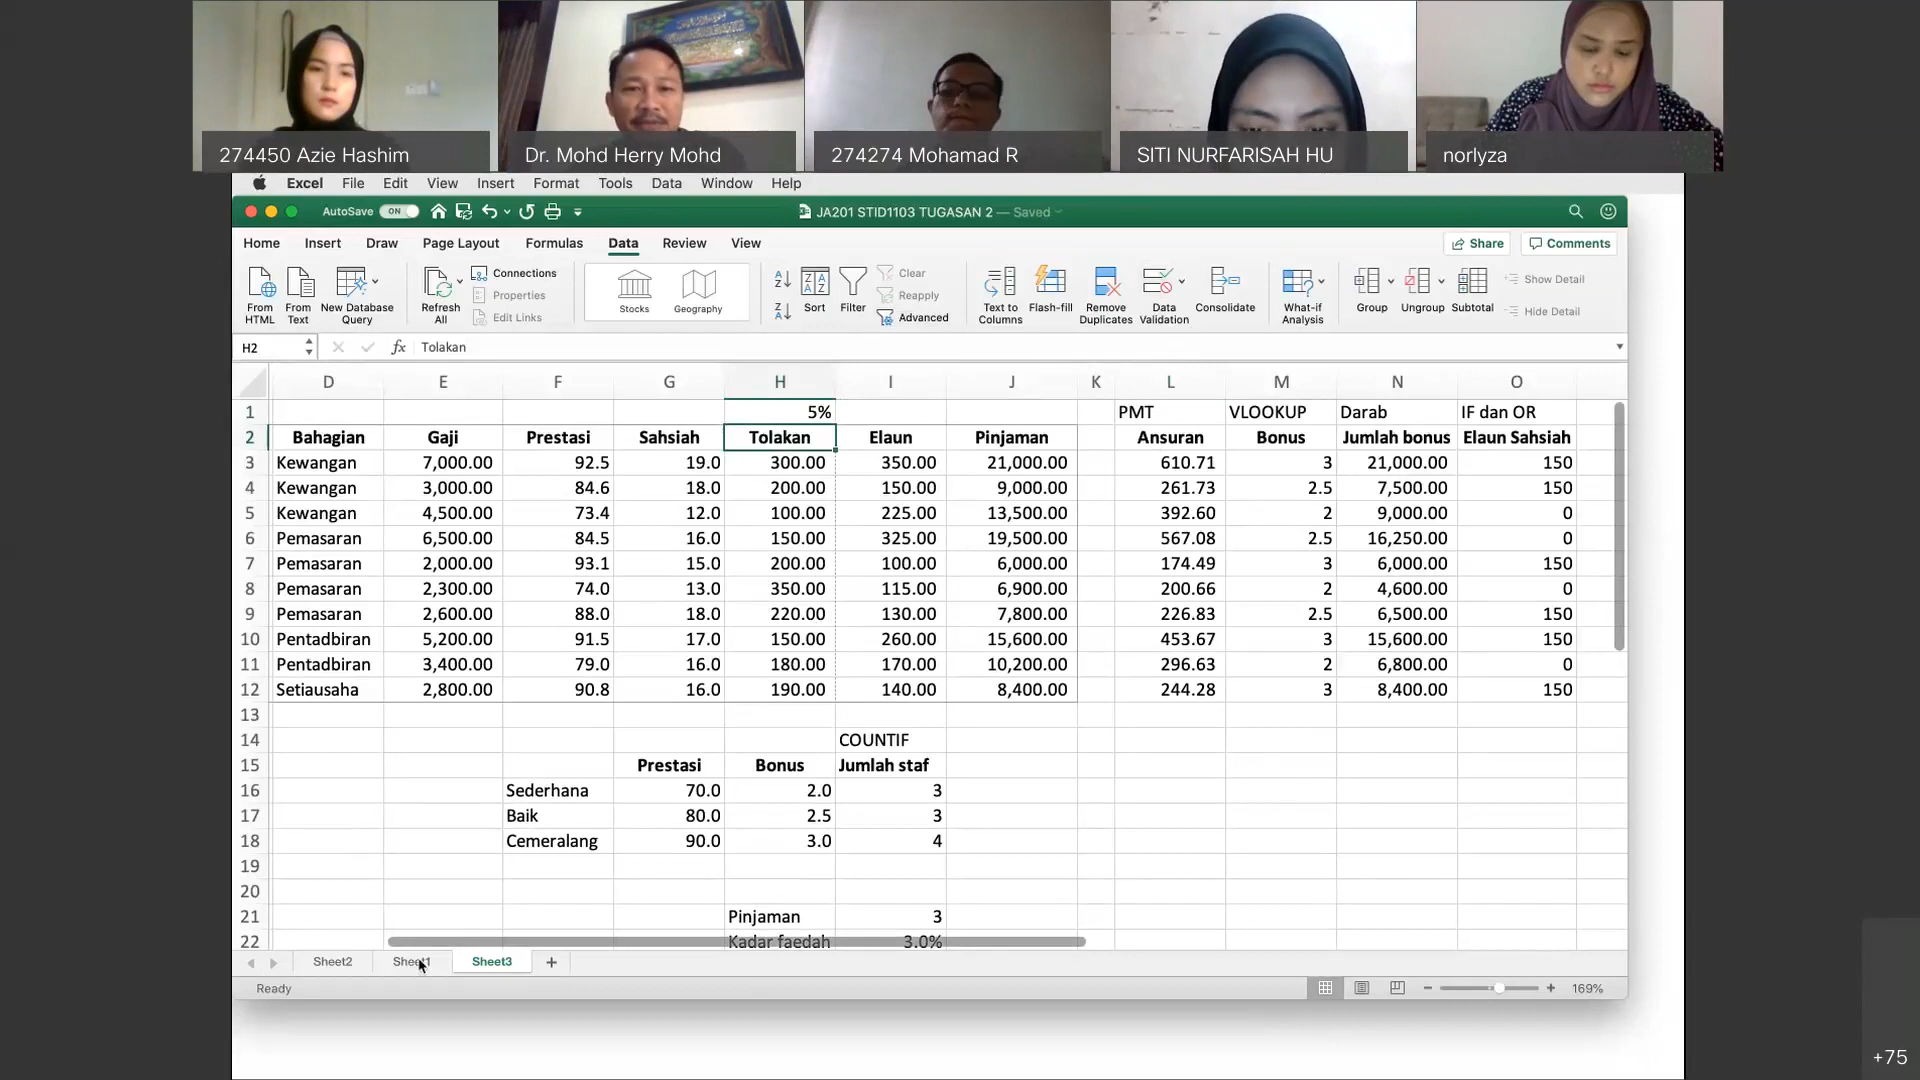 274450 Azie Hashim
Dr. Mohd Herry Mohd
274274 Mohamad R
SITI NURFARISAH HU
norlyza
Excel File Edit View Insert Format Tools Data Window Help
AutoSave ON JA201 STID1103 TUGASAN 2 — Saved
Home Insert Draw Page Layout Formulas Data Review View Share Comments
From HTML From Text New Database Query Refresh All Connections Properties Edit Links Stocks Geography Sort Filter Clear Reapply Advanced Text to Columns Flash-fill Remove Duplicates Data Validation Consolidate What-if Analysis Group Ungroup Subtotal Show Detail Hide Detail
H2 fx Tolakan
D E F G H I J K L M N O
1 5% PMT VLOOKUP Darab IF dan OR
2 Bahagian Gaji Prestasi Sahsiah Tolakan Elaun Pinjaman Ansuran Bonus Jumlah bonus Elaun Sahsiah
3 Kewangan 7,000.00 92.5 19.0 300.00 350.00 21,000.00 610.71 3 21,000.00 150
4 Kewangan 3,000.00 84.6 18.0 200.00 150.00 9,000.00 261.73 2.5 7,500.00 150
5 Kewangan 4,500.00 73.4 12.0 100.00 225.00 13,500.00 392.60 2 9,000.00 0
6 Pemasaran 6,500.00 84.5 16.0 150.00 325.00 19,500.00 567.08 2.5 16,250.00 0
7 Pemasaran 2,000.00 93.1 15.0 200.00 100.00 6,000.00 174.49 3 6,000.00 150
8 Pemasaran 2,300.00 74.0 13.0 350.00 115.00 6,900.00 200.66 2 4,600.00 0
9 Pemasaran 2,600.00 88.0 18.0 220.00 130.00 7,800.00 226.83 2.5 6,500.00 150
10 Pentadbiran 5,200.00 91.5 17.0 150.00 260.00 15,600.00 453.67 3 15,600.00 150
11 Pentadbiran 3,400.00 79.0 16.0 180.00 170.00 10,200.00 296.63 2 6,800.00 0
12 Setiausaha 2,800.00 90.8 16.0 190.00 140.00 8,400.00 244.28 3 8,400.00 150
13
14 COUNTIF
15 Prestasi Bonus Jumlah staf
16 Sederhana 70.0 2.0 3
17 Baik 80.0 2.5 3
18 Cemeralang 90.0 3.0 4
19
20
21 Pinjaman 3
22 Kadar faedah 3.0%
Sheet2 Sheet1 Sheet3 +
Ready 169%
+75